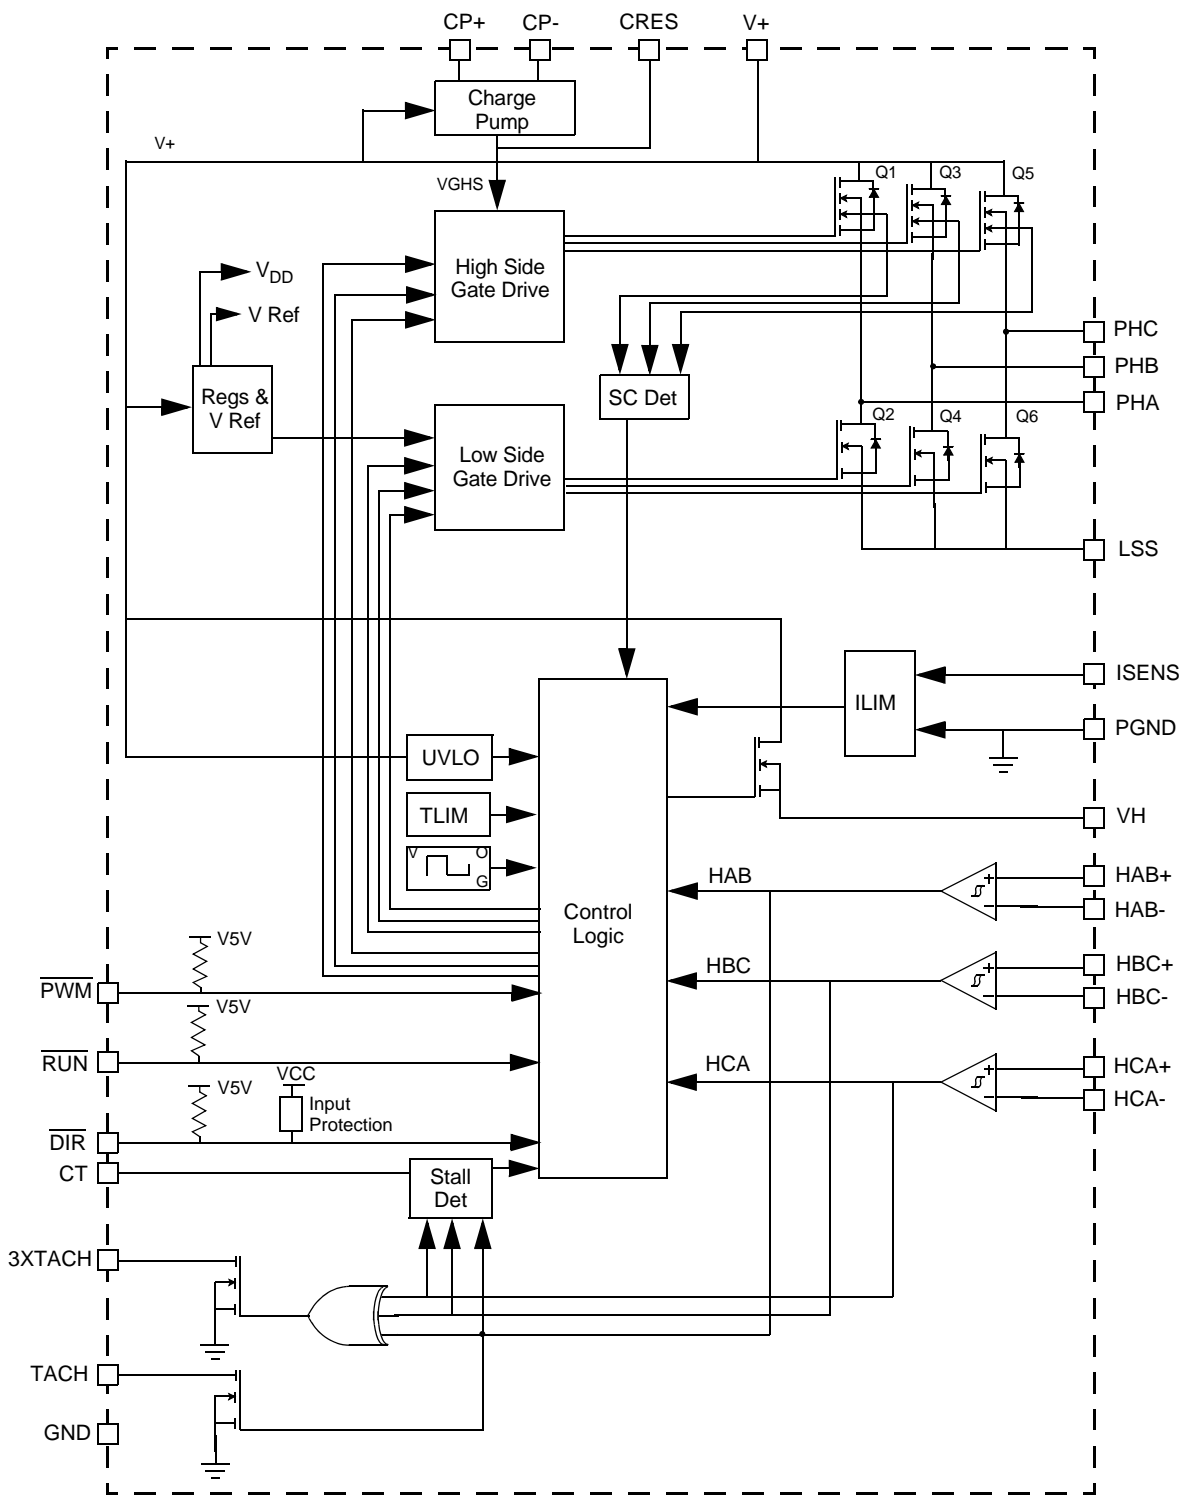 CP+ CP- CRES V+
Charge
Pump
V+
VGHS
Q1 Q3 Q5
High Side
Gate Drive
VDD
V Ref
PHC
Regs &
V Ref
PHB
SC Det
PHA
Q2 Q4 Q6
Low Side
Gate Drive
LSS
ISENS
ILIM
PGND
UVLO
TLIM
VH
V O
G
HAB
HAB+
HAB-
Control
Logic
V5V
HBC
HBC+
PWM
HBC-
V5V
RUN
HCA
HCA+
VCC
V5V
Input
Protection
HCA-
DIR
CT
Stall
Det
3XTACH
TACH
GND